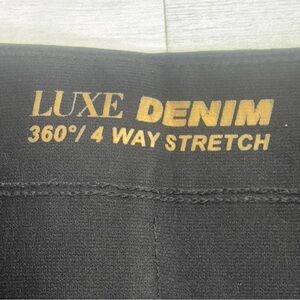 LUXE DENIM
360°/ 4 WAY STRETCH